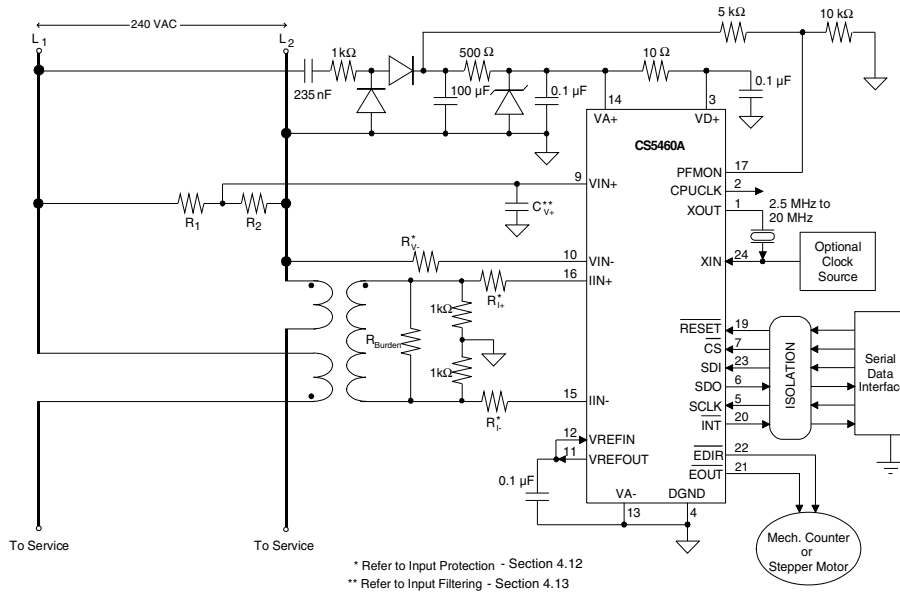 240 VAC
L1
L2
5 kΩ
10 kΩ
1kΩ
500 Ω
10 Ω
235 nF
100 µF
0.1 µF
0.1 µF
14
3
VA+
VD+
CS5460A
PFMON
17
CPUCLK
2
XOUT
1
2.5 MHz to
20 MHz
9
VIN+
CV+**
R1
R2
RV-*
10
VIN-
XIN
24
Optional
Clock
Source
16
IIN+
RI+*
1kΩ
RBurden
1kΩ
RESET
19
CS
7
SDI
23
SDO
6
SCLK
5
INT
20
ISOLATION
Serial
Data
Interface
15
IIN-
RI-*
12
VREFIN
11
VREFOUT
EDIR
22
EOUT
21
0.1 µF
VA-
DGND
13
4
Mech. Counter
or
Stepper Motor
To Service
To Service
* Refer to Input Protection - Section 4.12
** Refer to Input Filtering - Section 4.13